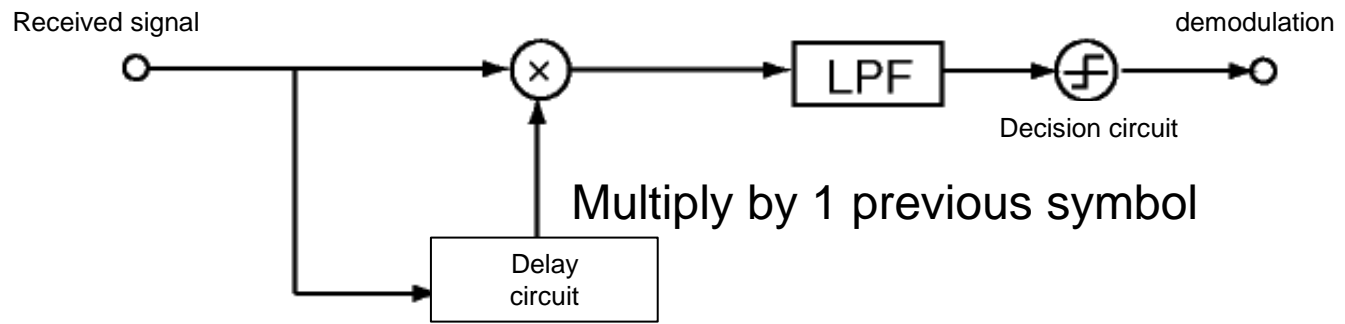 Received signal
demodulation
×
LPF
Decision circuit
Multiply by 1 previous symbol
Delay
circuit